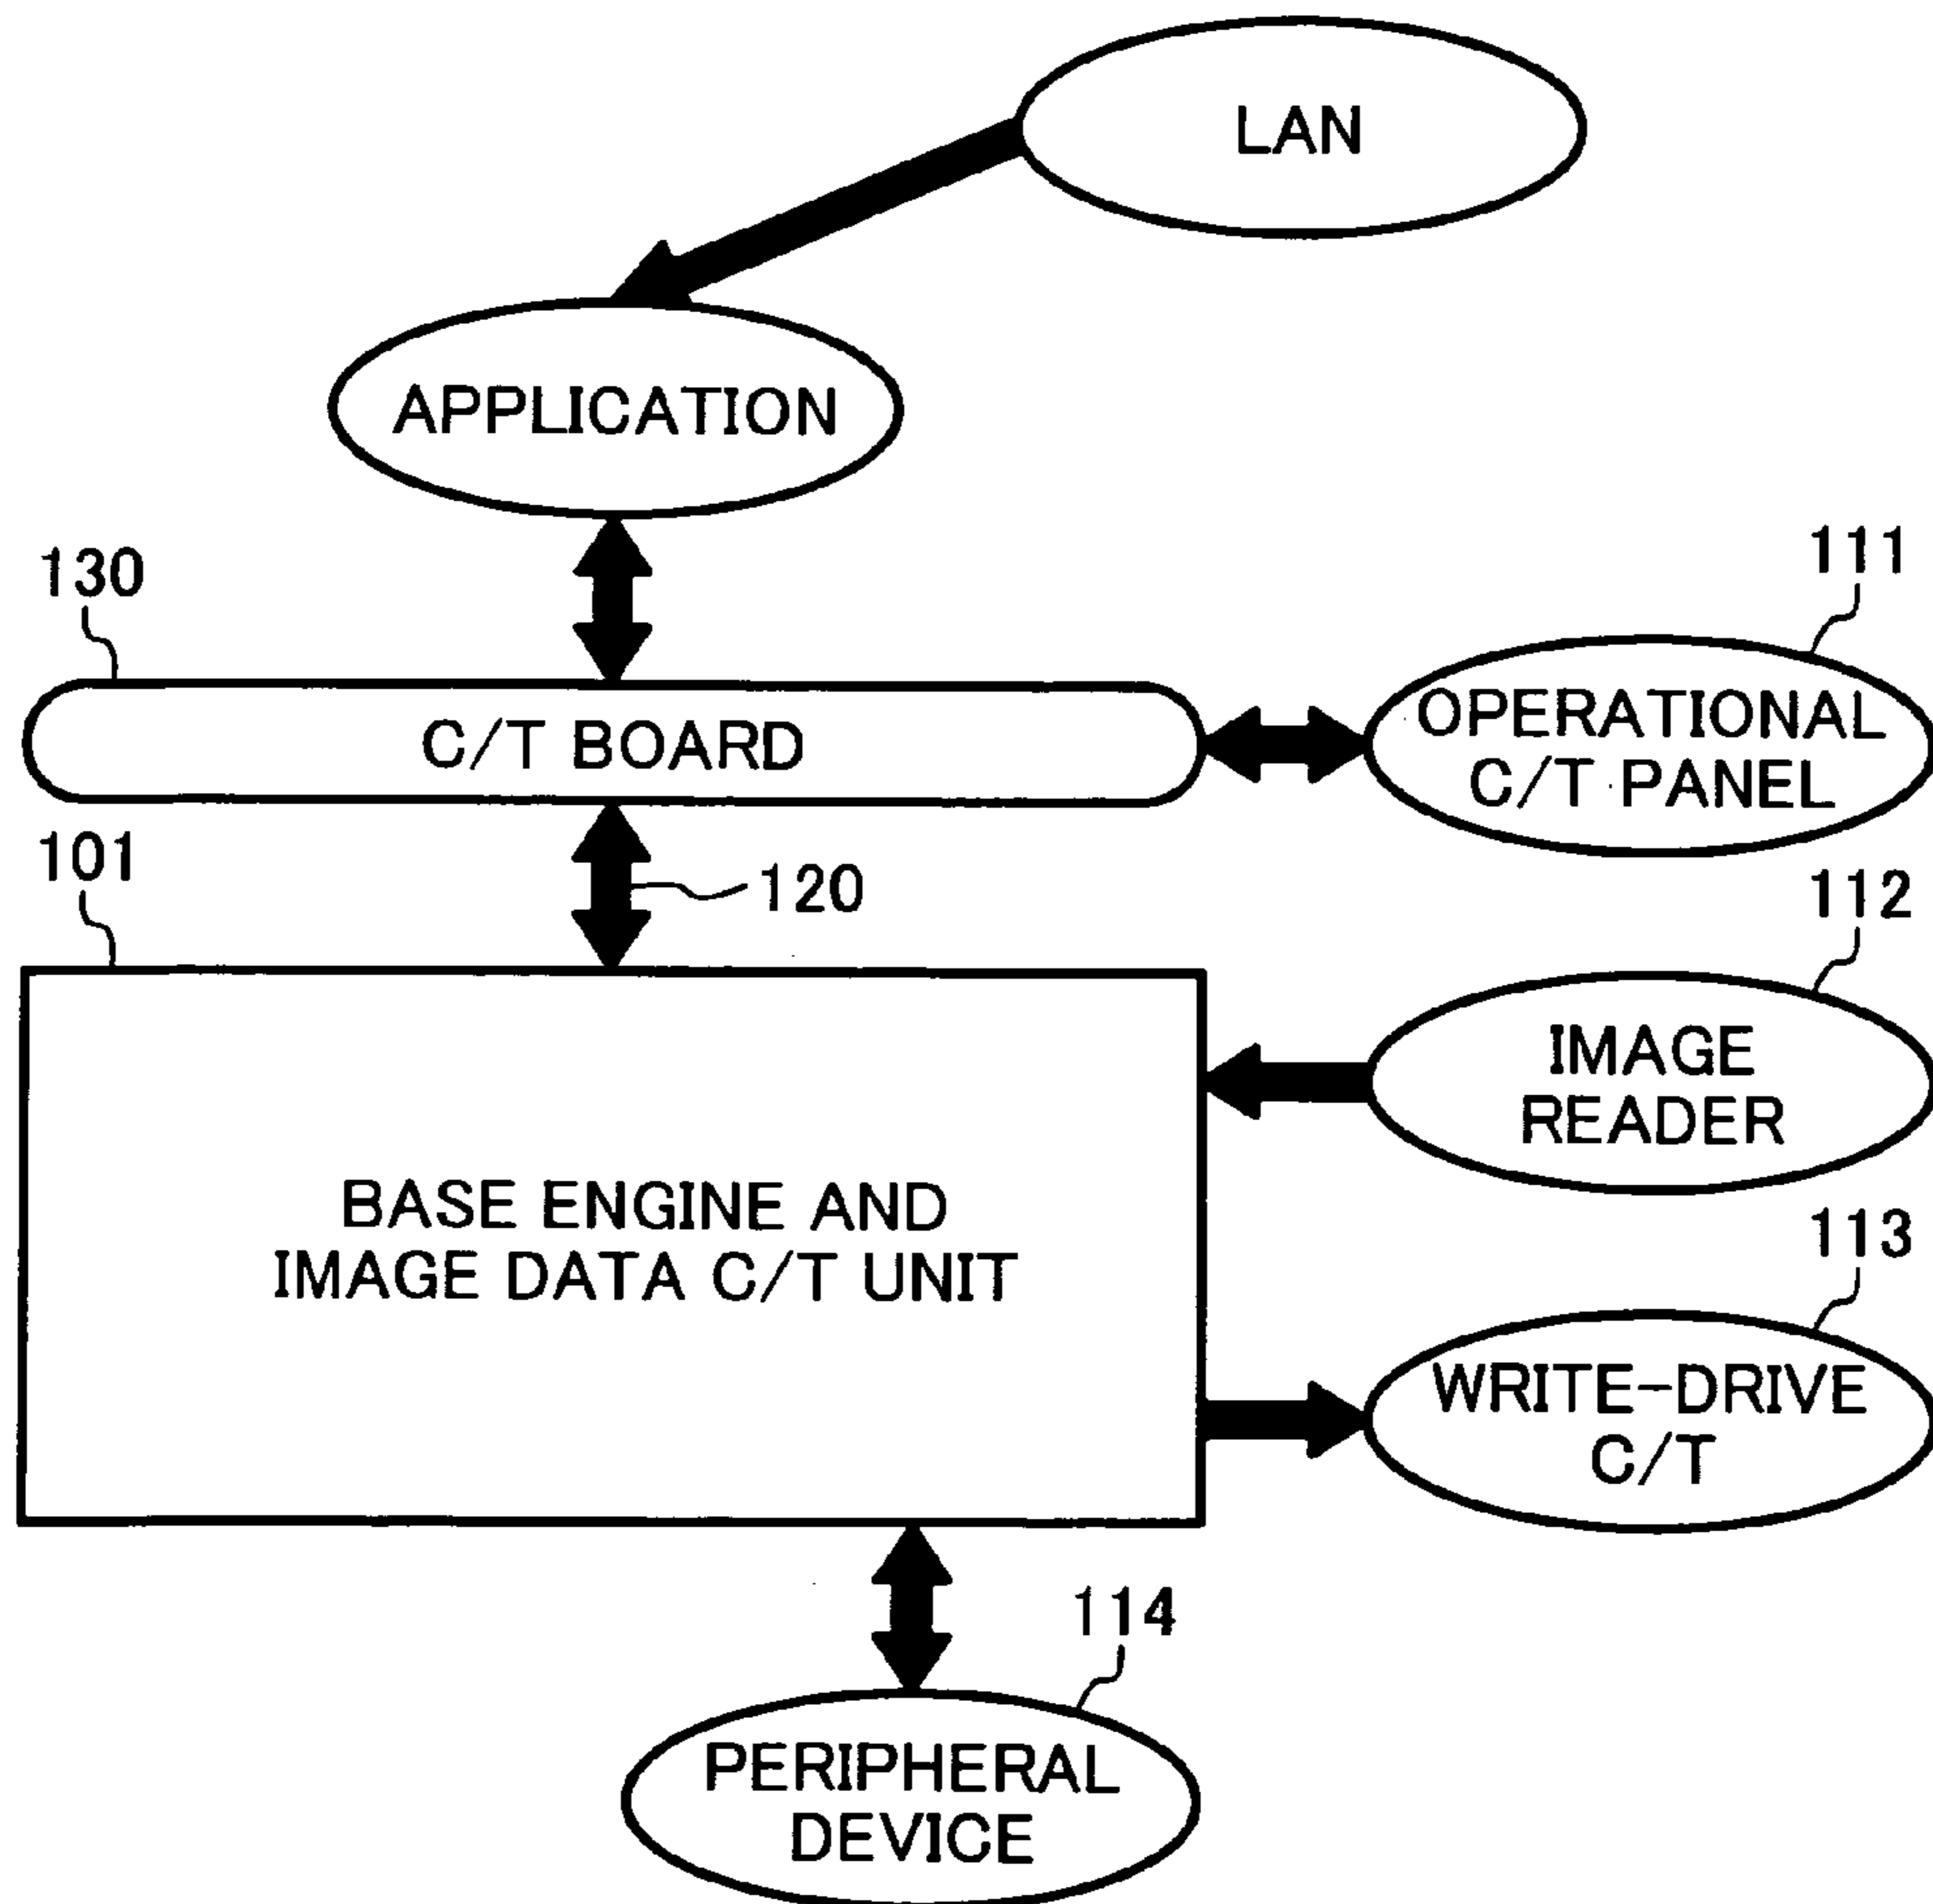 LAN
APPLICATION
130
111
C/T BOARD
OPERATIONAL
C/T PANEL
101
120
112
IMAGE
READER
BASE ENGINE AND
IMAGE DATA C/T UNIT
113
WRITE-DRIVE
C/T
114
PERIPHERAL
DEVICE